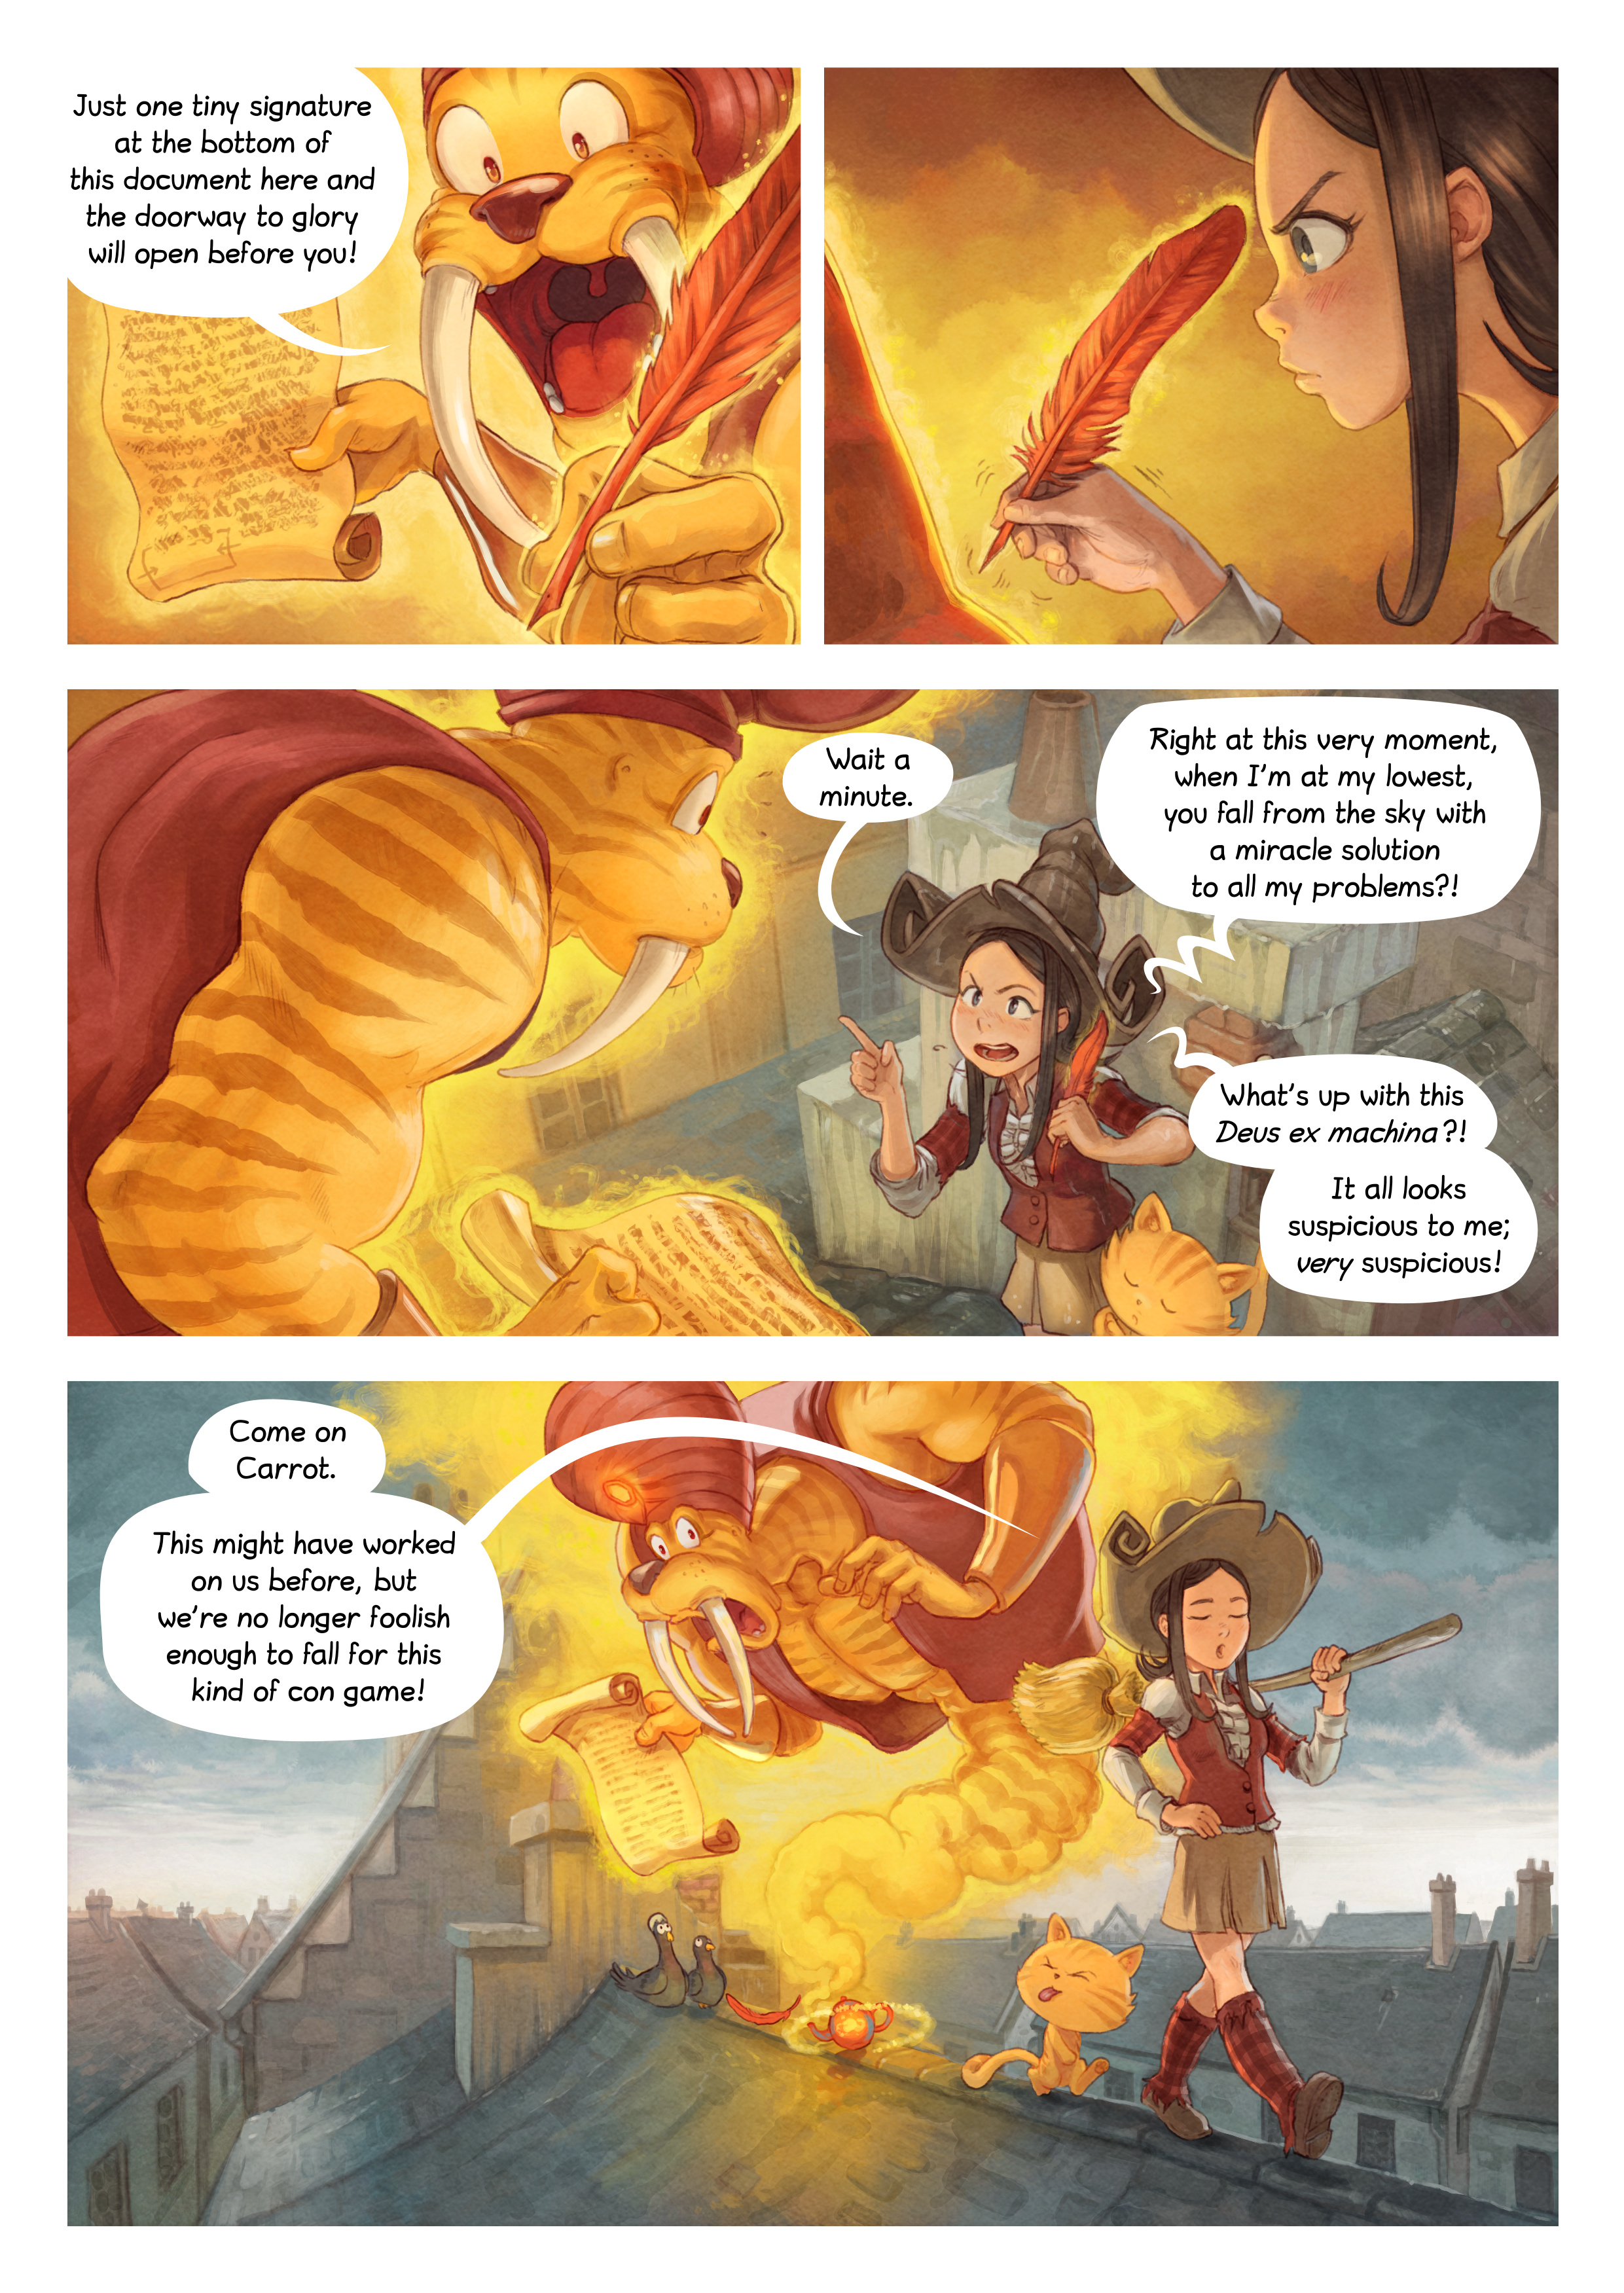 Just one tiny signature
at the bottom of
this document here and
the doorway to glory
will open before you!
Wait a
minute.
Right at this very moment,
when I'm at my lowest,
you fall from the sky with
a miracle solution
to all my problems?!
What's up with this
Deus ex machina?!
It all looks
suspicious to me;
very suspicious!
Come on
Carrot.
This might have worked
on us before, but
we're no longer foolish
enough to fall for this
kind of con game!